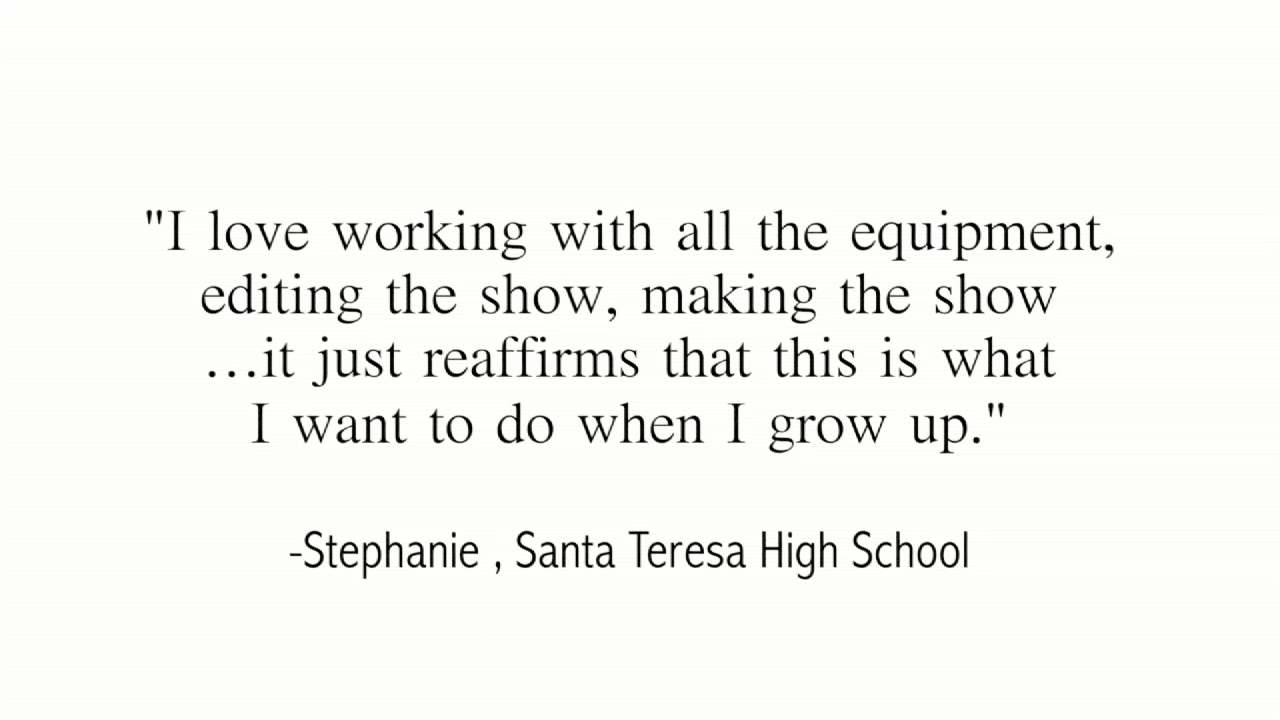 "I love working with all the equipment,
editing the show, making the show
...it just reaffirms that this is what
I want to do when I grow up."
-Stephanie , Santa Teresa High School